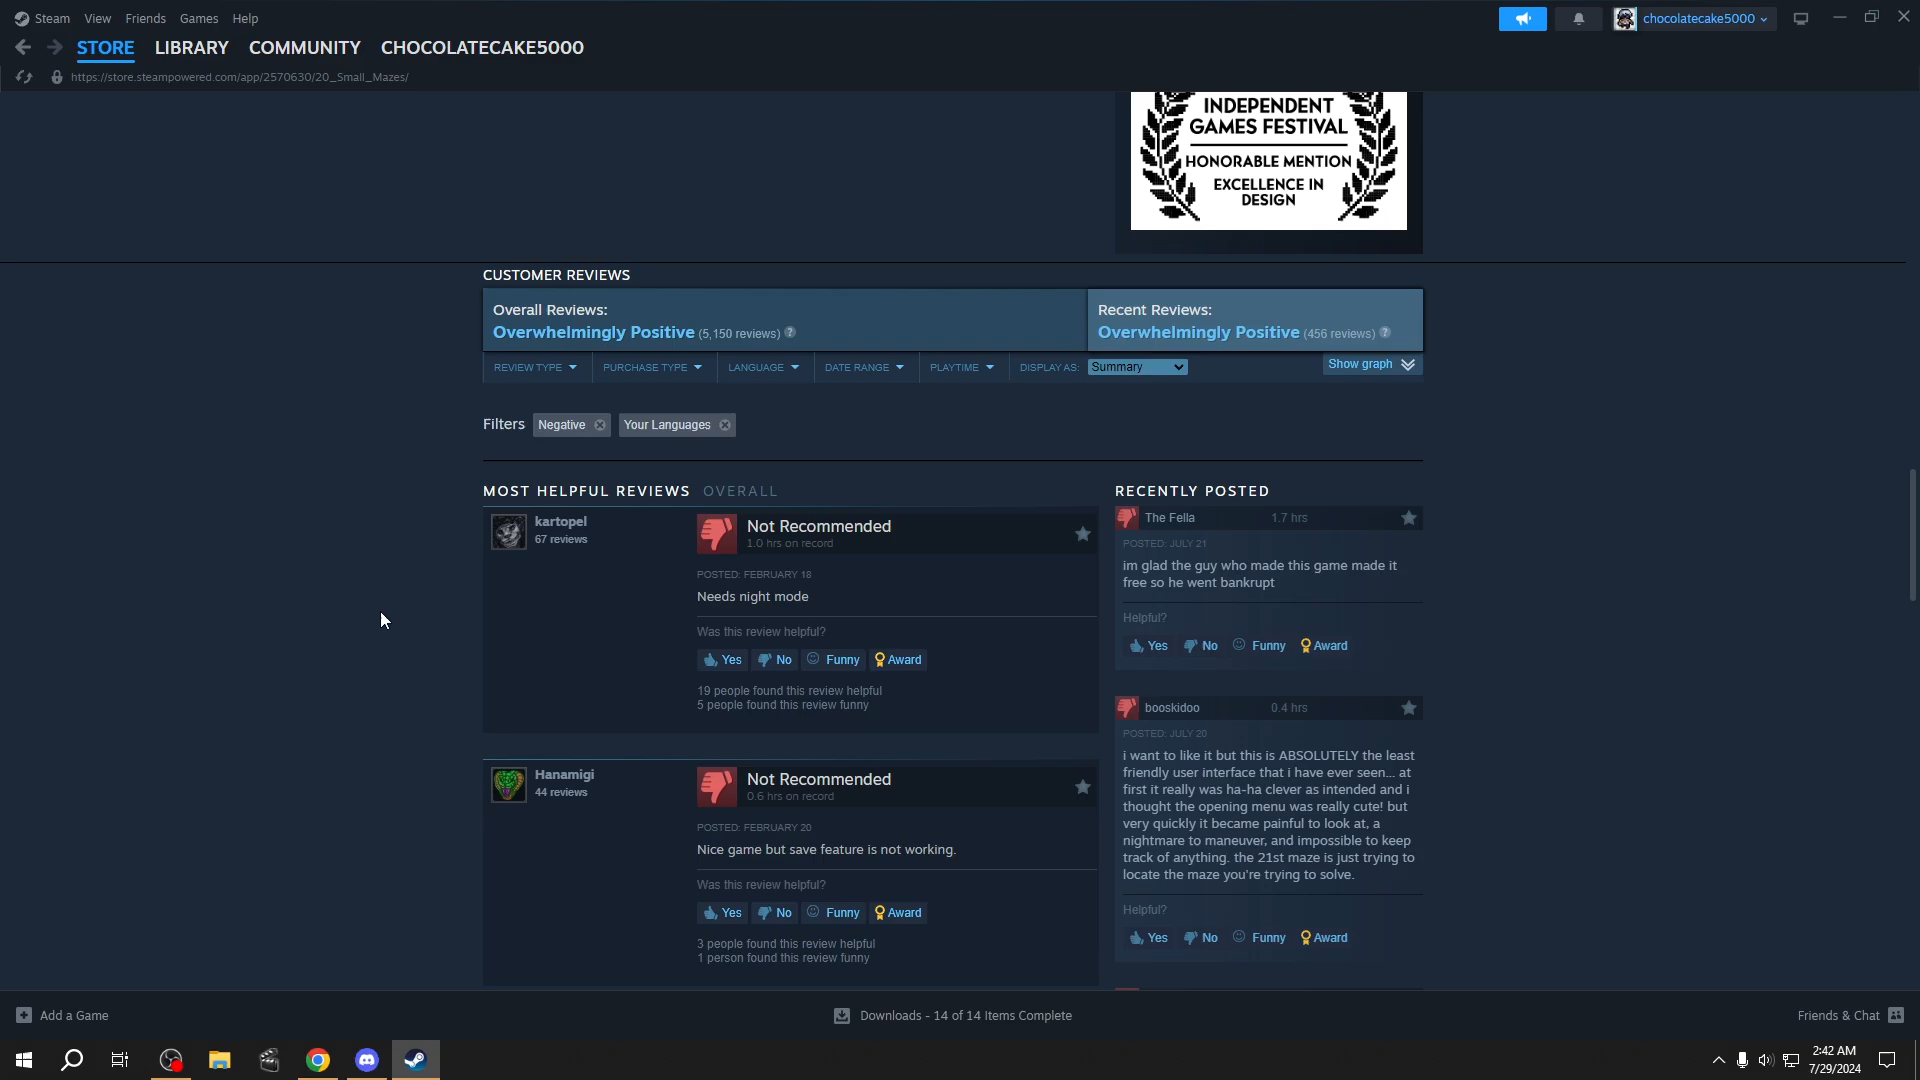 Steam View Friends Games Help
chocolatecake5000
STORE LIBRARY COMMUNITY CHOCOLATECAKE5000
https://store.steampowered.com/app/2570630/20_Small_Mazes/
INDEPENDENT
GAMES FESTIVAL
HONORABLE MENTION
EXCELLENCE IN
DESIGN
CUSTOMER REVIEWS
Overall Reviews:
Overwhelmingly Positive (5,150 reviews) ?
Recent Reviews:
Overwhelmingly Positive (456 reviews) ?
REVIEW TYPE PURCHASE TYPE LANGUAGE DATE RANGE PLAYTIME DISPLAY AS: Summary Show graph
Filters Negative Your Languages
MOST HELPFUL REVIEWS OVERALL
kartopel
67 reviews
Not Recommended
1.0 hrs on record
POSTED: FEBRUARY 18
Needs night mode
Was this review helpful?
Yes No Funny Award
19 people found this review helpful
5 people found this review funny
Hanamigi
44 reviews
Not Recommended
0.6 hrs on record
POSTED: FEBRUARY 20
Nice game but save feature is not working.
Was this review helpful?
Yes No Funny Award
3 people found this review helpful
1 person found this review funny
RECENTLY POSTED
The Fella 1.7 hrs
POSTED: JULY 21
im glad the guy who made this game made it
free so he went bankrupt
Helpful?
Yes No Funny Award
booskidoo 0.4 hrs
POSTED: JULY 20
i want to like it but this is ABSOLUTELY the least
friendly user interface that i have ever seen... at
first it really was ha-ha clever as intended and i
thought the opening menu was really cute! but
very quickly it became painful to look at, a
nightmare to maneuver, and impossible to keep
track of anything. the 21st maze is just trying to
locate the maze you're trying to solve.
Helpful?
Yes No Funny Award
Add a Game
Downloads - 14 of 14 Items Complete
Friends & Chat
2:42 AM
7/29/2024